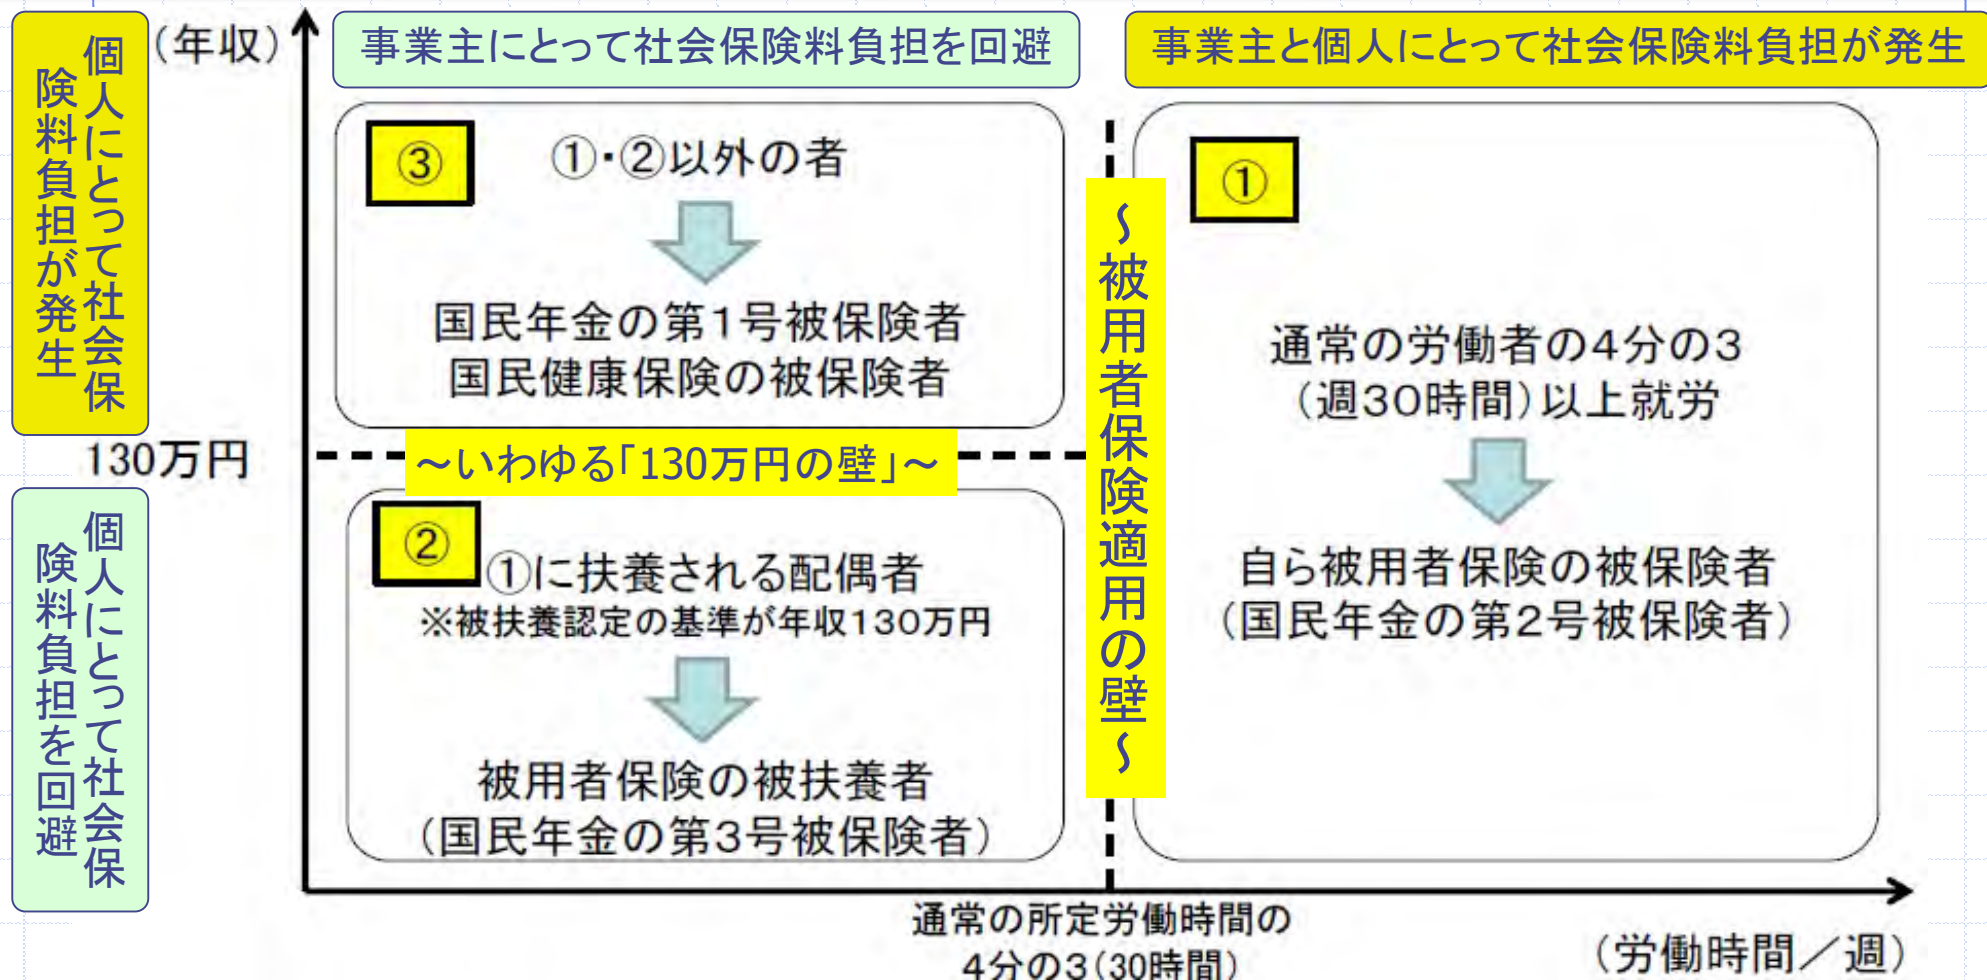 (年収)
事業主にとって社会保険料負担を回避
事業主と個人にとって社会保険料負担が発生
個人にとって社会保
険料負担が発生
③
①・②以外の者
国民年金の第1号被保険者
国民健康保険の被保険者
~被用者保険適用の壁~
①
通常の労働者の4分の3
(週30時間)以上就労
自ら被用者保険の被保険者
(国民年金の第2号被保険者)
130万円
~いわゆる「130万円の壁」~
個人にとって社会保
険料負担を回避
②
①に扶養される配偶者
※被扶養認定の基準が年収130万円
被用者保険の被扶養者
(国民年金の第3号被保険者)
通常の所定労働時間の
4分の3(30時間)
(労働時間/週)